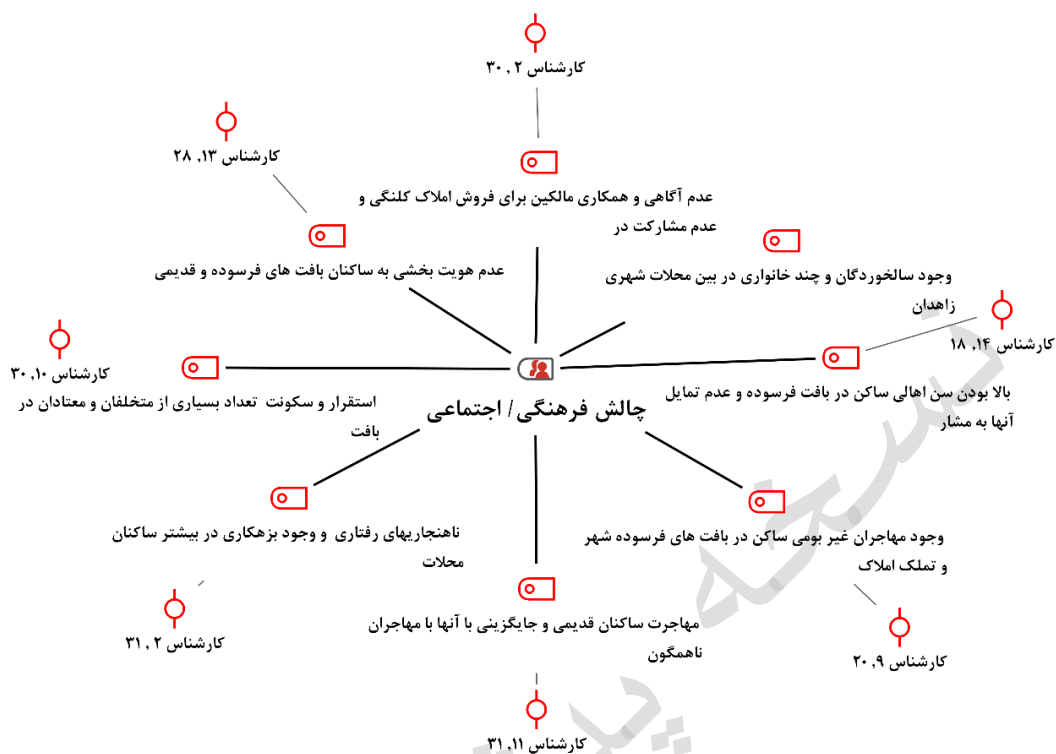 کارشناس ۲, ۳۰
کارشناس ۱۳, ۲۸
عدم آگاهی و همکاری مالکین برای فروش املاک کلنگی و
عدم مشارکت در
عدم هویت بخشی به ساکنان بافت های فرسوده و قدیمی
وجود سالخوردگان و چند خانواری در بین محلات شهری
زاهدان
کارشناس ۱۴, ۱۸
کارشناس ۱۰, ۳۰
بالا بودن سن اهالی ساکن در بافت فرسوده و عدم تمایل
آنها به مشار
استقرار و سکونت تعداد بسیاری از متخلفان و معتادان در
بافت
چالش فرهنگی/ اجتماعی
ناهنجاریهای رفتاری و وجود بزهکاری در بیشتر ساکنان
محلات
وجود مهاجران غیر بومی ساکن در بافت های فرسوده شهر
و تملک املاک
مهاجرت ساکنان قدیمی و جایگزینی با آنها با مهاجران
ناهمگون
کارشناس ۲, ۳۱
کارشناس ۹, ۲۰
کارشناس ۱۱, ۳۱
نسخه